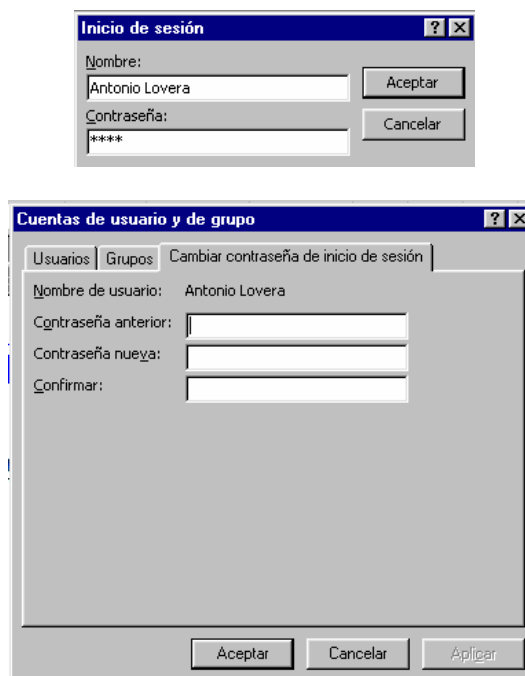 Inicio de sesión
Nombre:
Antonio Lovera
Aceptar
Contraseña:
****
Cancelar
Cuentas de usuario y de grupo
Usuarios Grupos Cambiar contraseña de inicio de sesión
Nombre de usuario: Antonio Lovera
Contraseña anterior:
Contraseña nueva:
Confirmar:
Aceptar Cancelar Aplicar